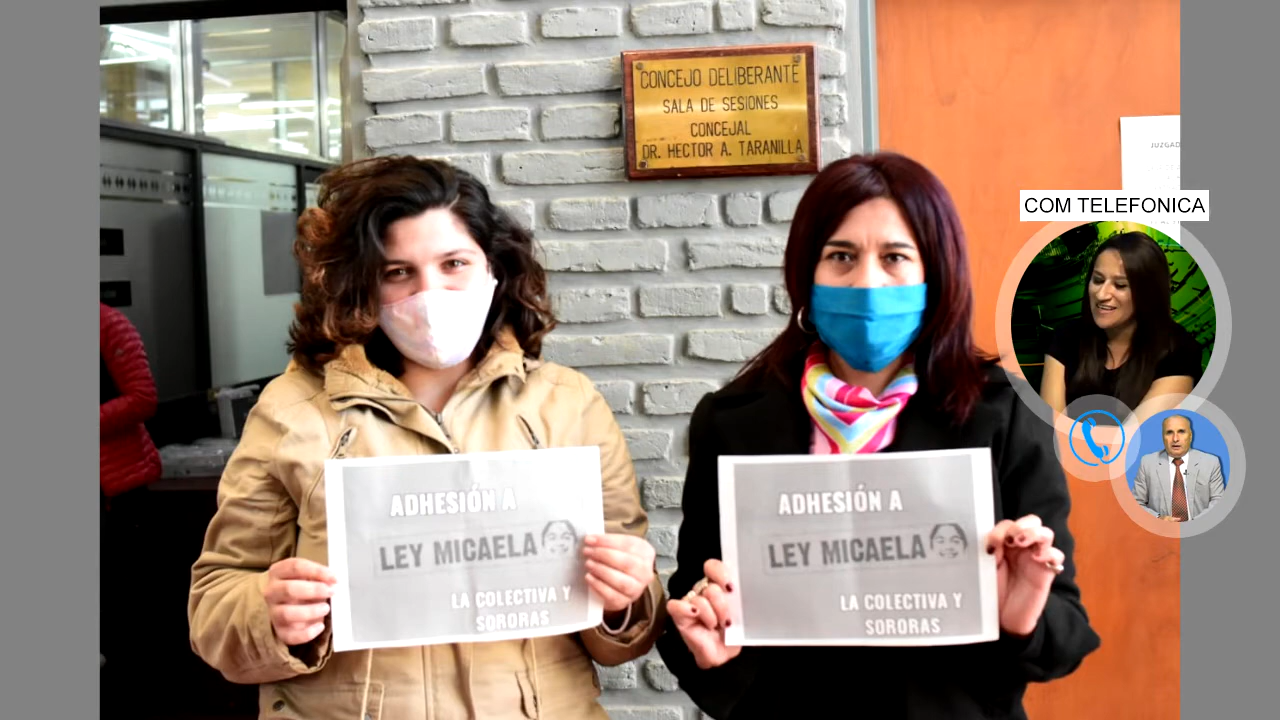 CONCEJO DELIBERANTE
SALA DE SESIONES
CONCEJAL
DR. HECTOR A. TARANILLA
JUZGAD
COM TELEFONICA
ADHESIÓN A
LEY MICAELA
LA COLECTIVA Y
SORORAS
ADHESIÓN A
LEY MICAELA
LA COLECTIVA Y
SORORAS